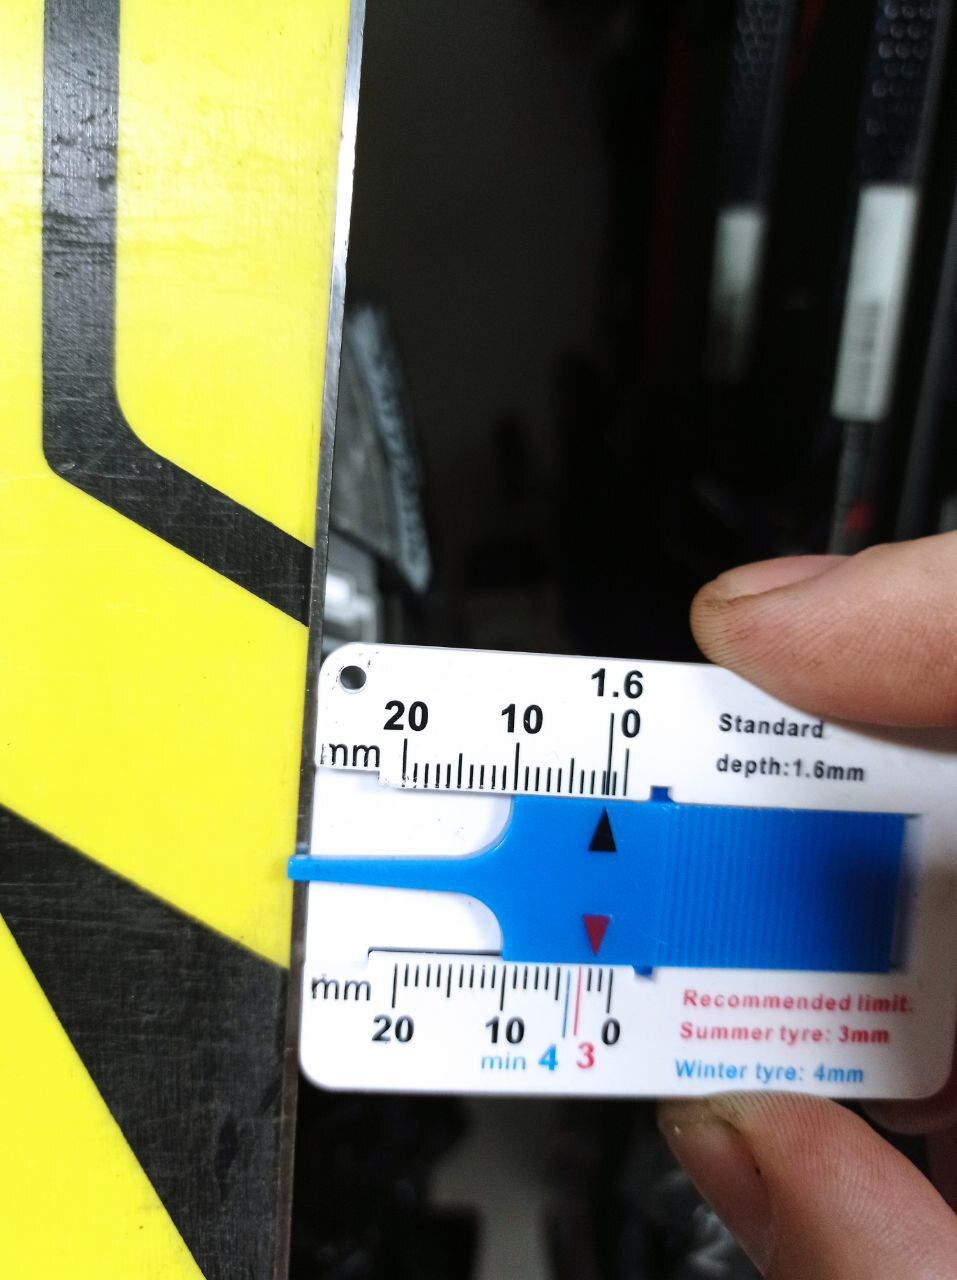 1.6
20 10 0
mm
Standard
depth:1.6mm
mm
20 10 0
min 4 3
Recommended limit.
Summer tyre: 3mm
Winter tyre: 4mm